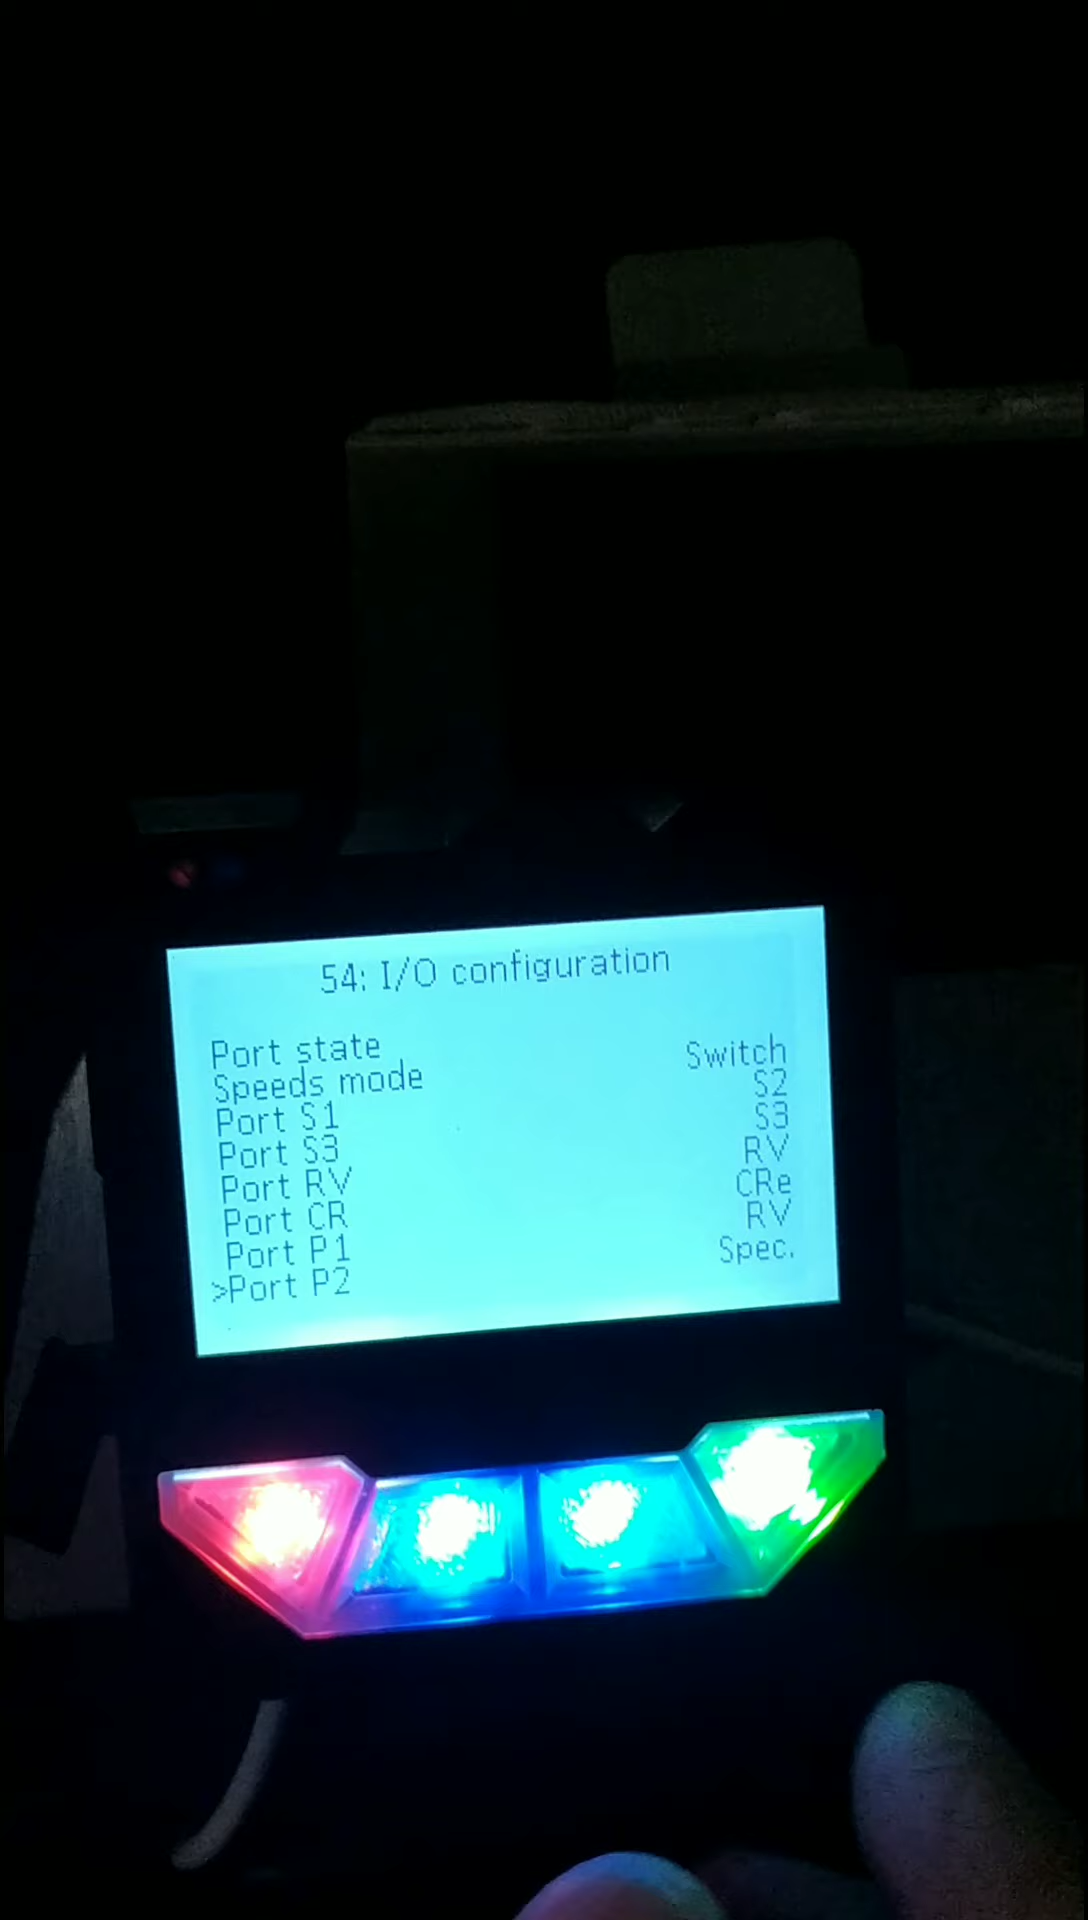 54: I/O configuration
Port state
Speeds mode Switch
Port S1 S2
Port S3 S3
Port RV RV
Port CR CRe
Port P1 RV
>Port P2 Spec.